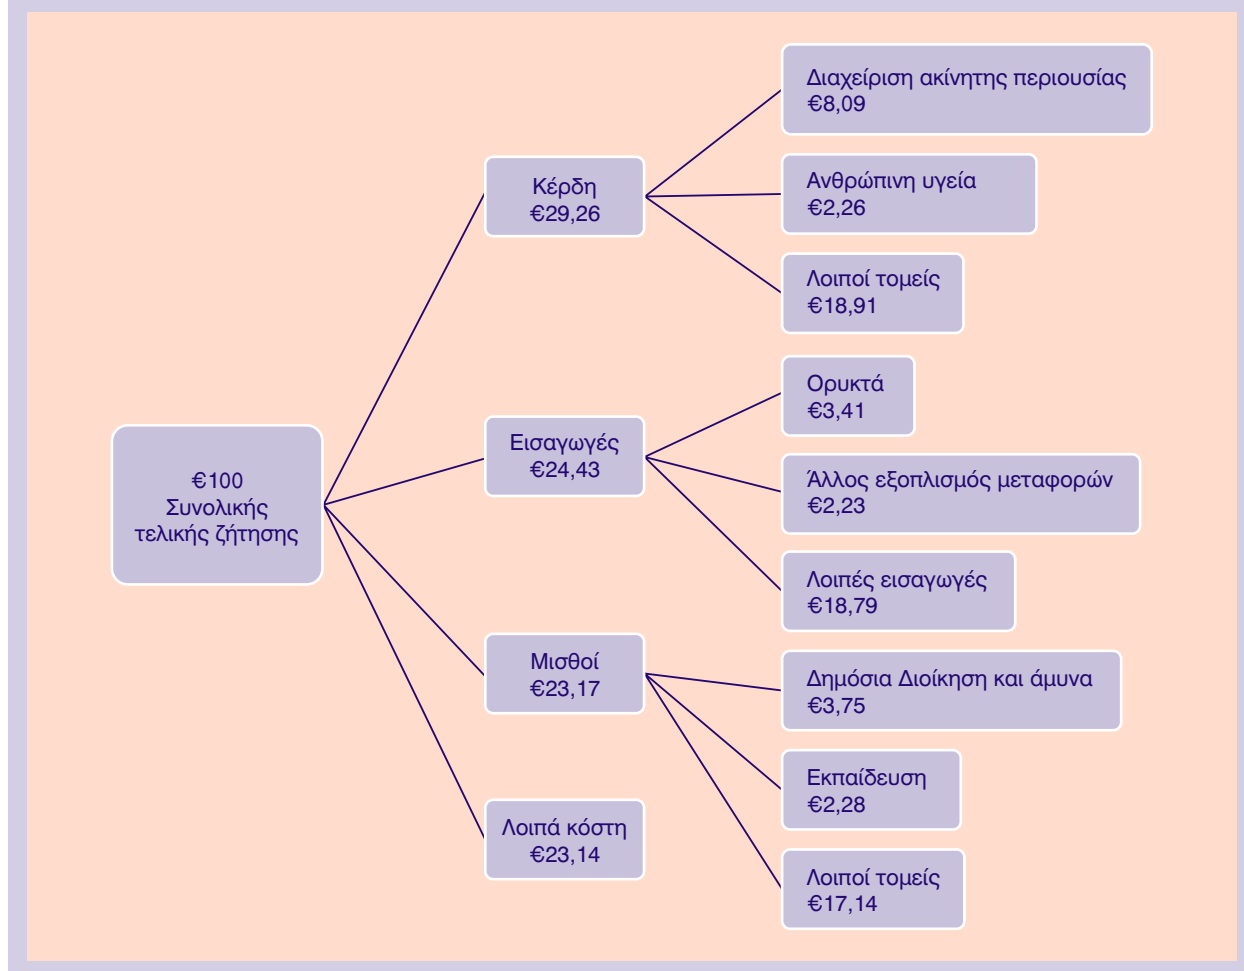 €100
Συνολικής
τελικής ζήτησης
Κέρδη
€29,26
Διαχείριση ακίνητης περιουσίας
€8,09
Ανθρώπινη υγεία
€2,26
Λοιποί τομείς
€18,91
Εισαγωγές
€24,43
Ορυκτά
€3,41
Άλλος εξοπλισμός μεταφορών
€2,23
Λοιπές εισαγωγές
€18,79
Μισθοί
€23,17
Δημόσια Διοίκηση και άμυνα
€3,75
Εκπαίδευση
€2,28
Λοιποί τομείς
€17,14
Λοιπά κόστη
€23,14